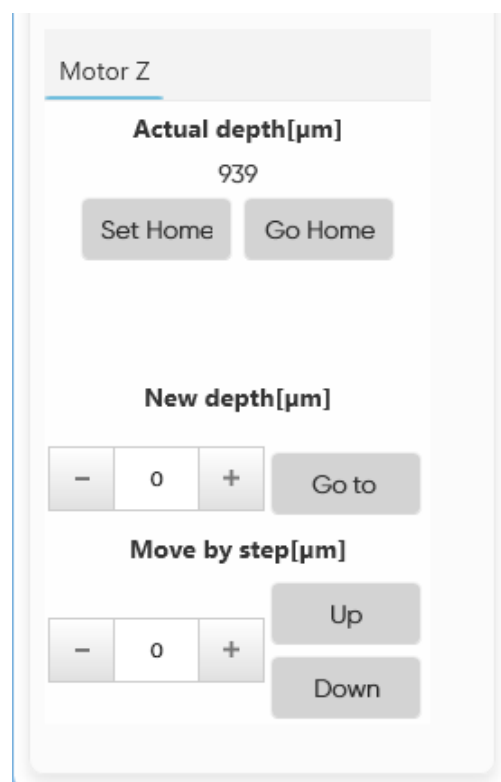 Motor Z
Actual depth[µm]
939
Set Home Go Home
New depth[µm]
− 0 + Go to
Move by step[µm]
Up
− 0 +
Down